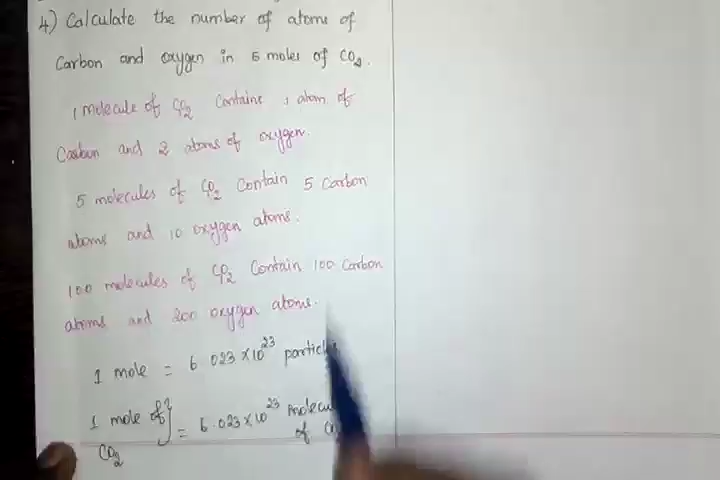 4) Calculate the number of atoms of
Carbon and oxygen in 5 moles of CO2.
1 molecule of CO2 Contains 1 atom of
Carbon and 2 atoms of oxygen.
5 molecules of CO2 Contain 5 Carbon
atoms and 10 oxygen atoms.
100 molecules of CO2 Contain 100 Carbon
atoms and 200 oxygen atoms.
1 mole = 6.023 × 10^23
1 mole of } = 6.023 × 10^23
CO2 of